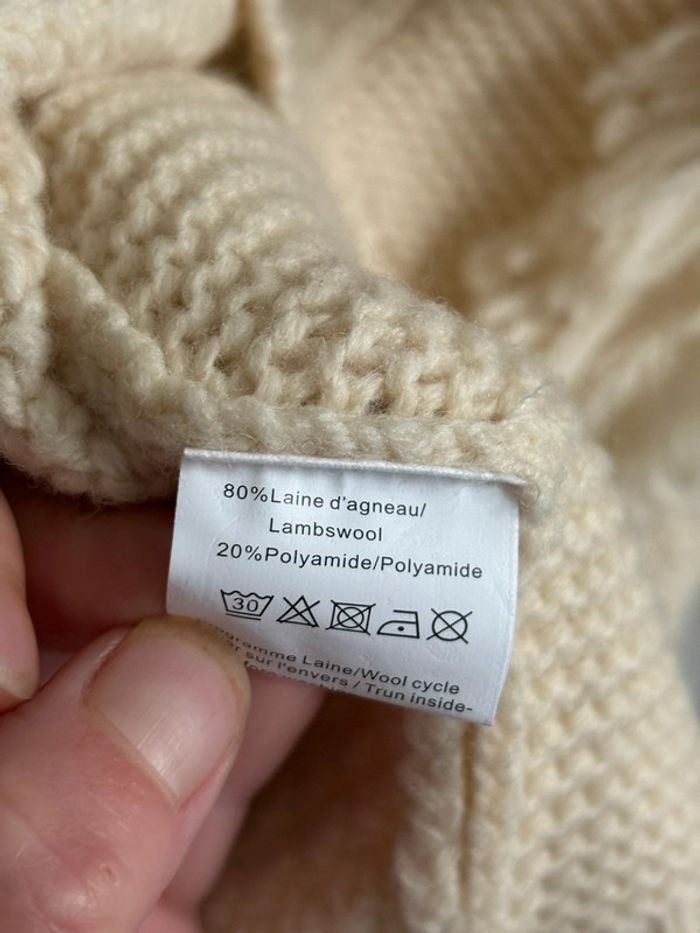 80%Laine d'agneau/
Lambswool
20%Polyamide/Polyamide
30
Laine/Wool cycle
sur l'envers / Trun inside-